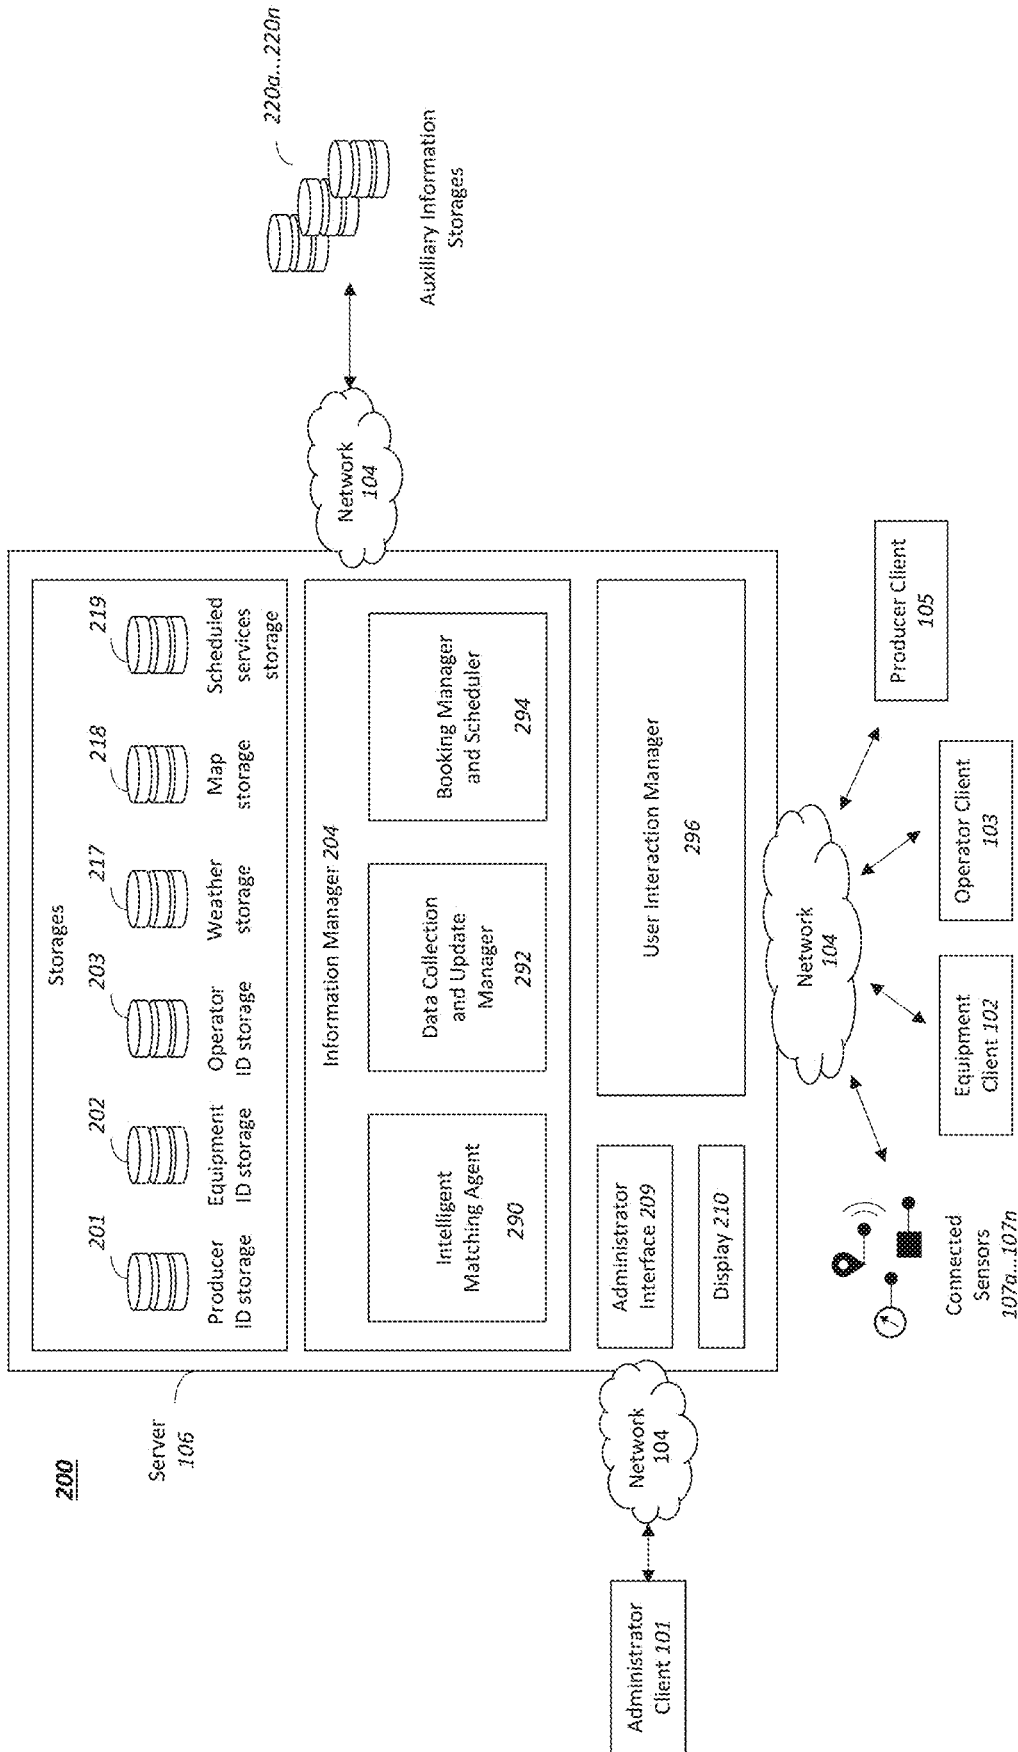 200
Server
106
Storages
201
202
203
217
218
219
Producer
ID storage
Equipment
ID storage
Operator
ID storage
Weather
storage
Map
storage
Scheduled
services
storage
Information Manager 204
Intelligent
Matching Agent
290
Data Collection
and Update
Manager
292
Booking Manager
and Scheduler
294
Administrator
Interface 209
Display 210
User Interaction Manager
296
Network
104
220a...220n
Auxiliary Information
Storages
Administrator
Client 101
Network
104
Network
104
Connected
Sensors
107a...107n
Equipment
Client 102
Operator Client
103
Producer Client
105